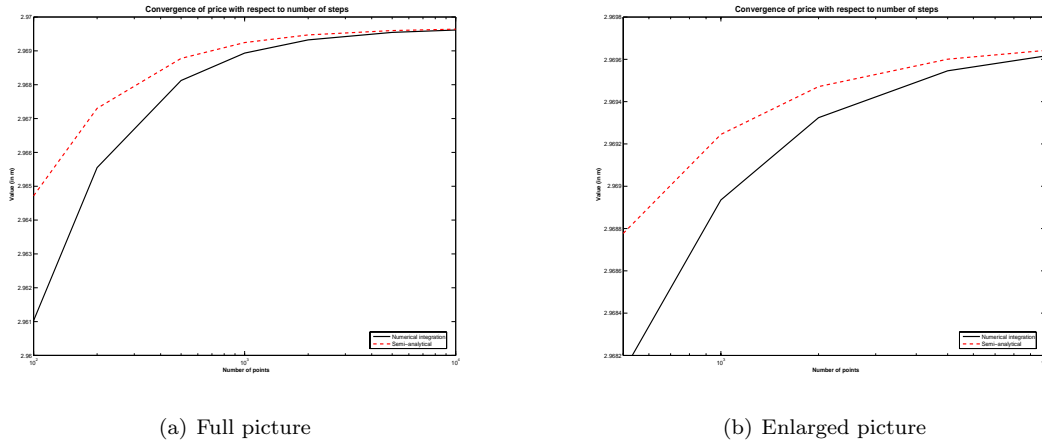 Convergence of price with respect to number of steps
2.97
2.969
2.968
2.967
2.966
2.965
2.964
2.963
2.962
2.961
2.96
Value (in m)
10²
10³
10⁴
Number of points
Numerical integration
Semi-analytical
(a) Full picture
Convergence of price with respect to number of steps
2.9698
2.9696
2.9694
2.9692
2.969
2.9688
2.9686
2.9684
2.9682
Value (in m)
10³
Number of points
Numerical integration
Semi-analytical
(b) Enlarged picture